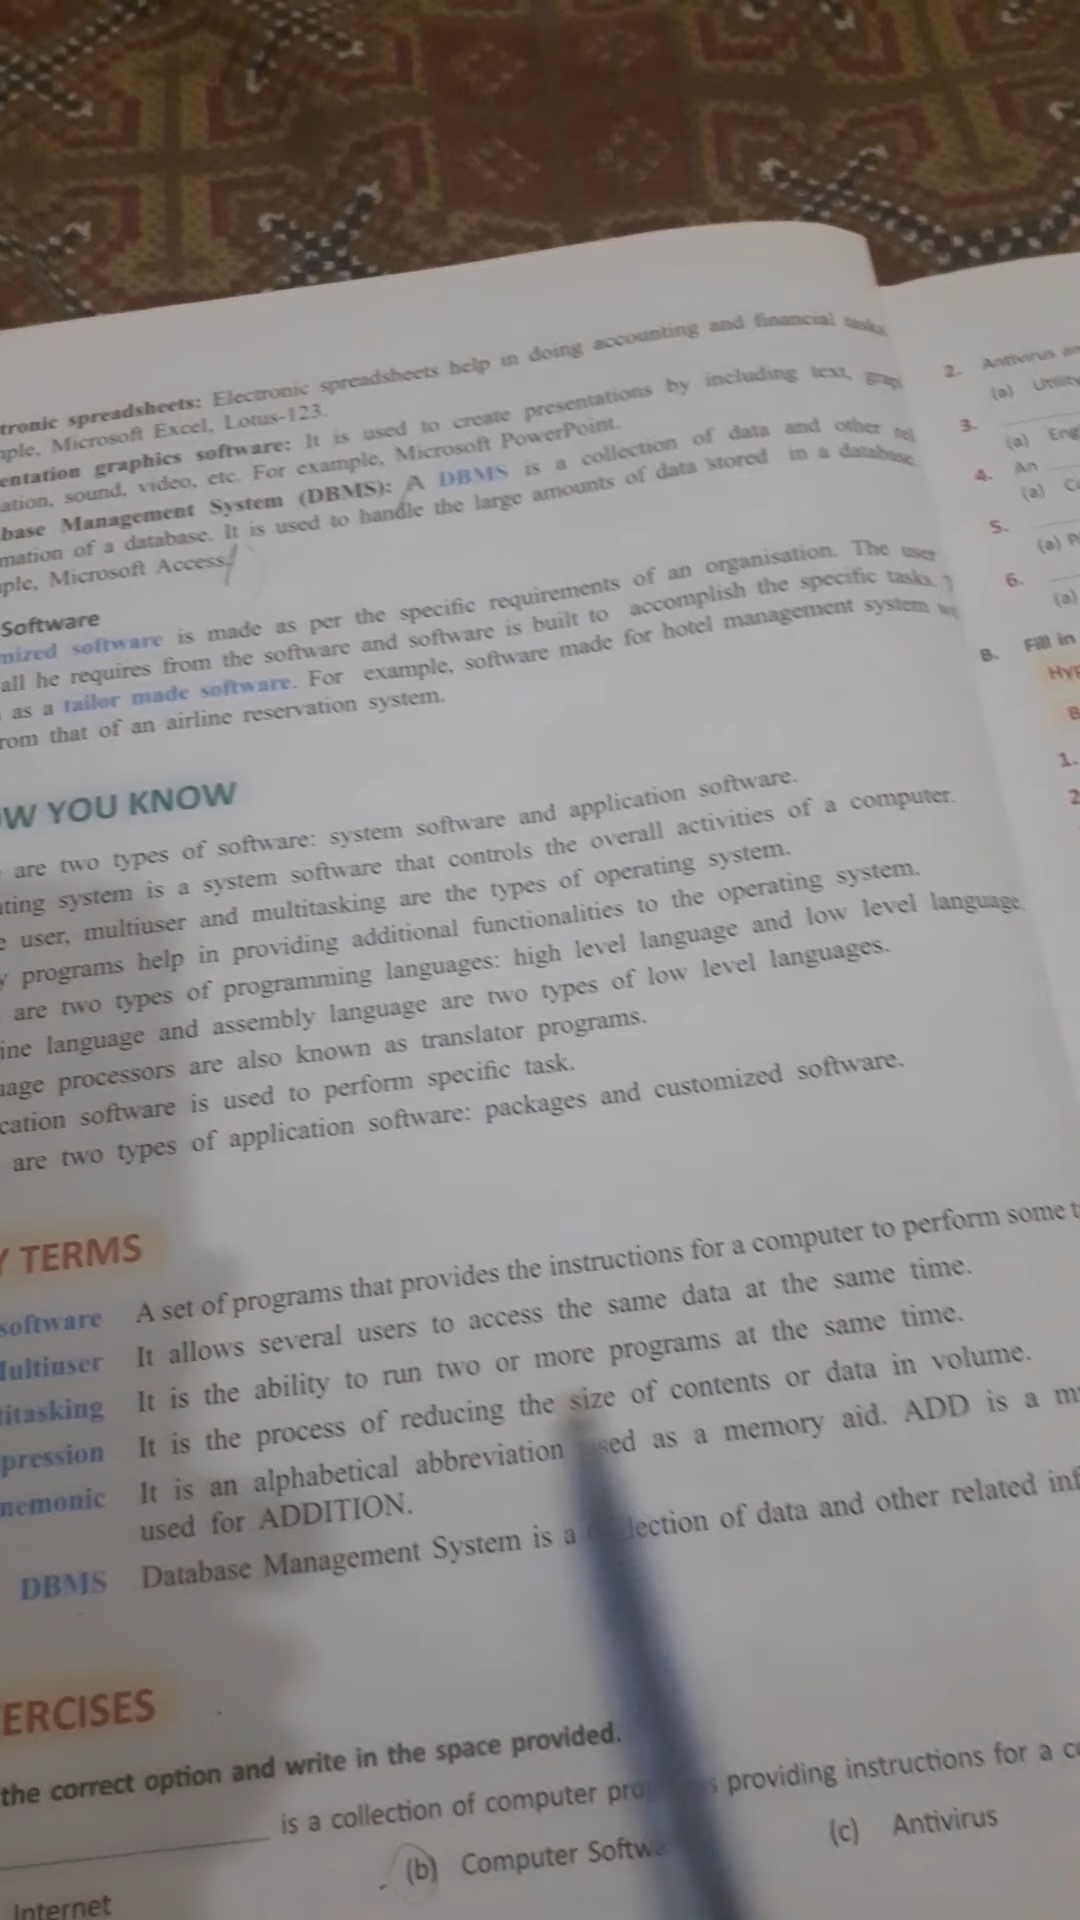 tronic spreadsheets: Electronic spreadsheets help in doing accounting and financial tasks
ple, Microsoft Excel, Lotus-123.
entation graphics software: It is used to create presentations by including text, grap
ation, sound, video, etc. For example, Microsoft PowerPoint.
base Management System (DBMS): A DBMS is a collection of data and other rel
mation of a database. It is used to handle the large amounts of data stored in a database
ple, Microsoft Access.
Software
mized software is made as per the specific requirements of an organisation. The user
all he requires from the software and software is built to accomplish the specific tasks.
as a tailor made software. For example, software made for hotel management system
rom that of an airline reservation system.
OW YOU KNOW
are two types of software: system software and application software.
ting system is a system software that controls the overall activities of a computer.
e user, multiuser and multitasking are the types of operating system.
y programs help in providing additional functionalities to the operating system.
are two types of programming languages: high level language and low level language.
ine language and assembly language are two types of low level languages.
uage processors are also known as translator programs.
cation software is used to perform specific task.
are two types of application software: packages and customized software.
Y TERMS
software A set of programs that provides the instructions for a computer to perform some t
ultiuser It allows several users to access the same data at the same time.
titasking It is the ability to run two or more programs at the same time.
pression It is the process of reducing the size of contents or data in volume.
nemonic It is an alphabetical abbreviation used as a memory aid. ADD is a m
used for ADDITION.
DBMS Database Management System is a collection of data and other related inf
ERCISES
the correct option and write in the space provided.
is a collection of computer pro s providing instructions for a co
Internet (b) Computer Softwa (c) Antivirus
2. Antivirus an
(a) Utility
3.
(a) Eng
4. An
(a) Co
5.
(a) P
6.
(a)
B. Fill in
Hyp
B
1.
2